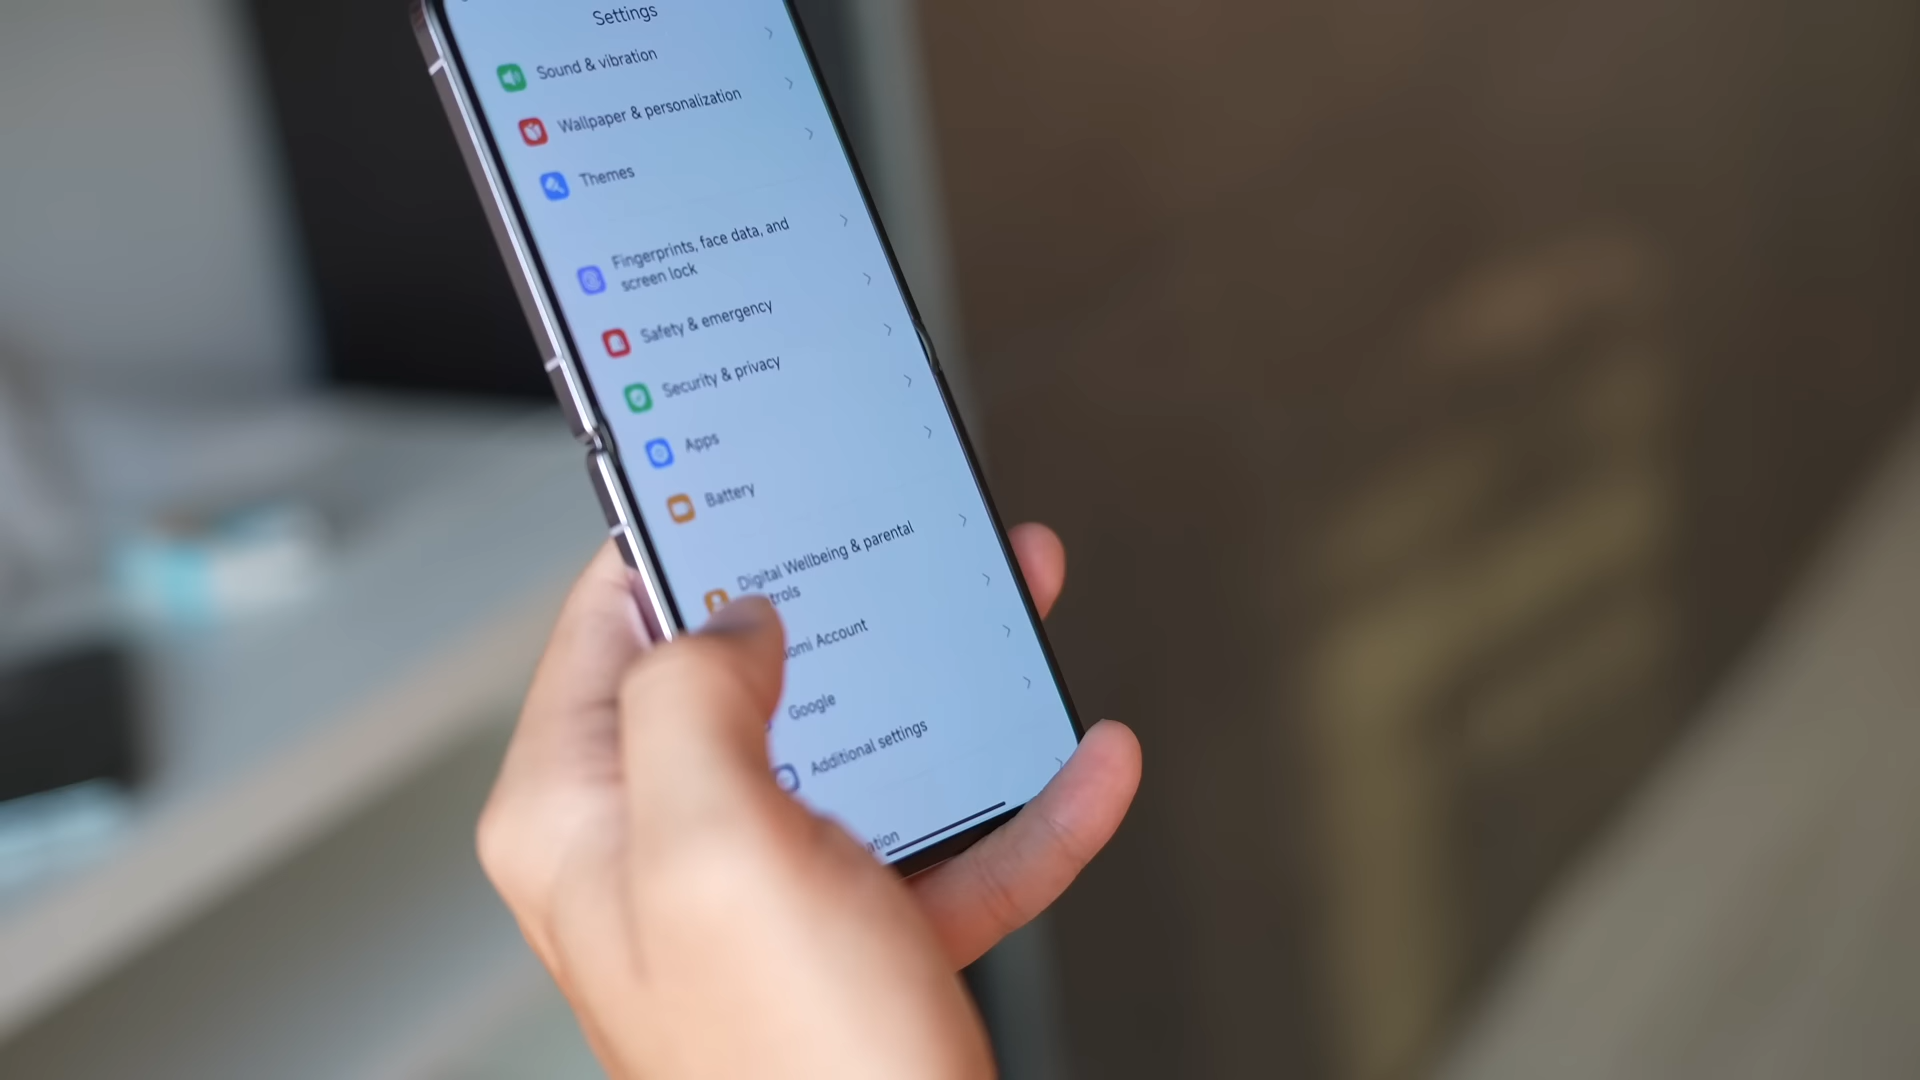 Settings
Sound & vibration
Wallpaper & personalization
Themes
Fingerprints, face data, and
screen lock
Safety & emergency
Security & privacy
Apps
Battery
Digital Wellbeing & parental
trols
omi Account
Google
Additional settings
ation